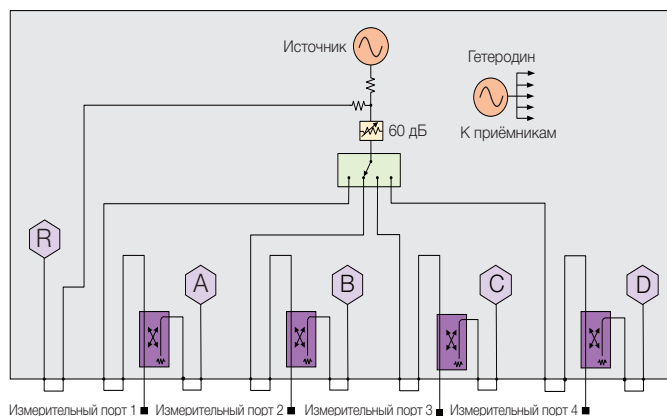 Источник
Гетеродин
60 дБ
К приёмникам
R
A
B
C
D
Измерительный порт 1
Измерительный порт 2
Измерительный порт 3
Измерительный порт 4